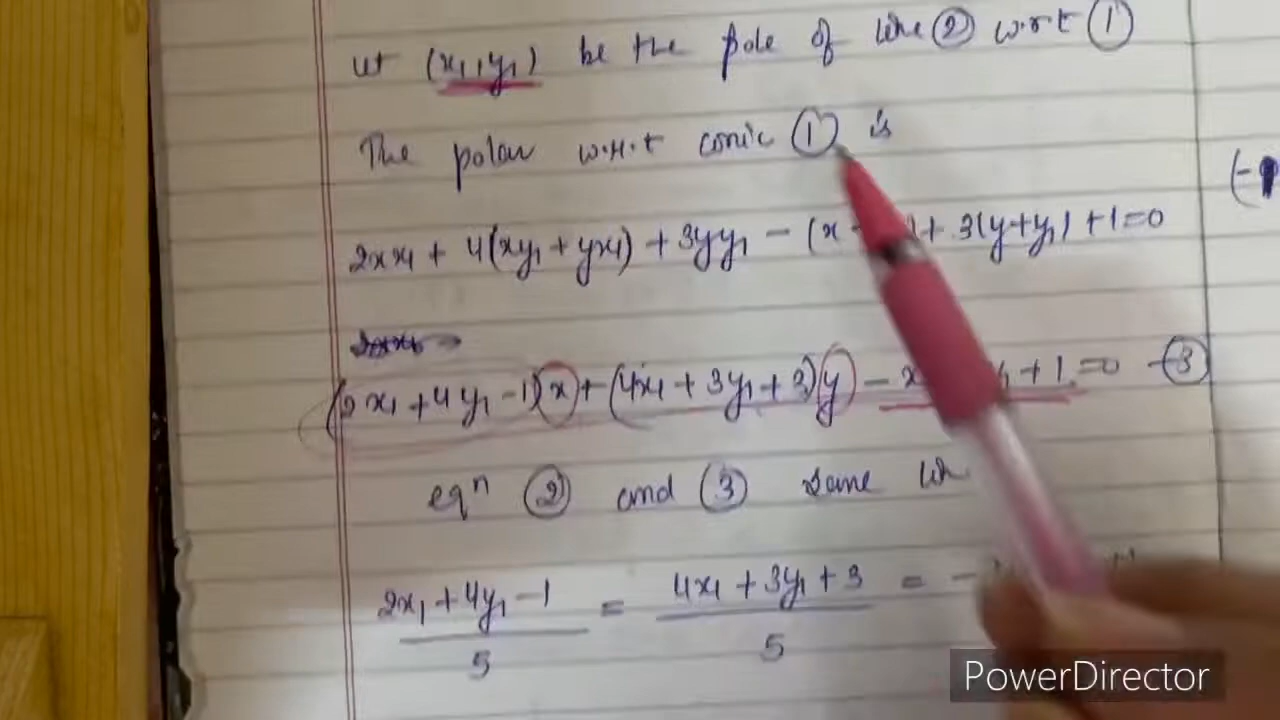 let (x₁, y₁) be the pole of line ② w.r.t ①
The polar w.r.t conic ① is
2xx₁ + 4(xy₁ + yx₁) + 3yy₁ - (x + 3(y+y₁) + 1=0
(2x₁ + 4y₁ - 1)x + (4x₁ + 3y₁ + 3)y - x + 1 =0 -③
eqⁿ ② and ③ same
2x₁ + 4y₁ - 1 = 4x₁ + 3y₁ + 3 = -
5 5
PowerDirector